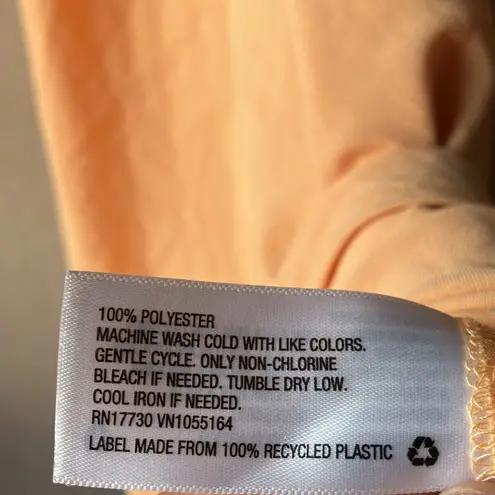 100% POLYESTER
MACHINE WASH COLD WITH LIKE COLORS.
GENTLE CYCLE. ONLY NON-CHLORINE
BLEACH IF NEEDED. TUMBLE DRY LOW.
COOL IRON IF NEEDED.
RN17730 VN1055164
LABEL MADE FROM 100% RECYCLED PLASTIC